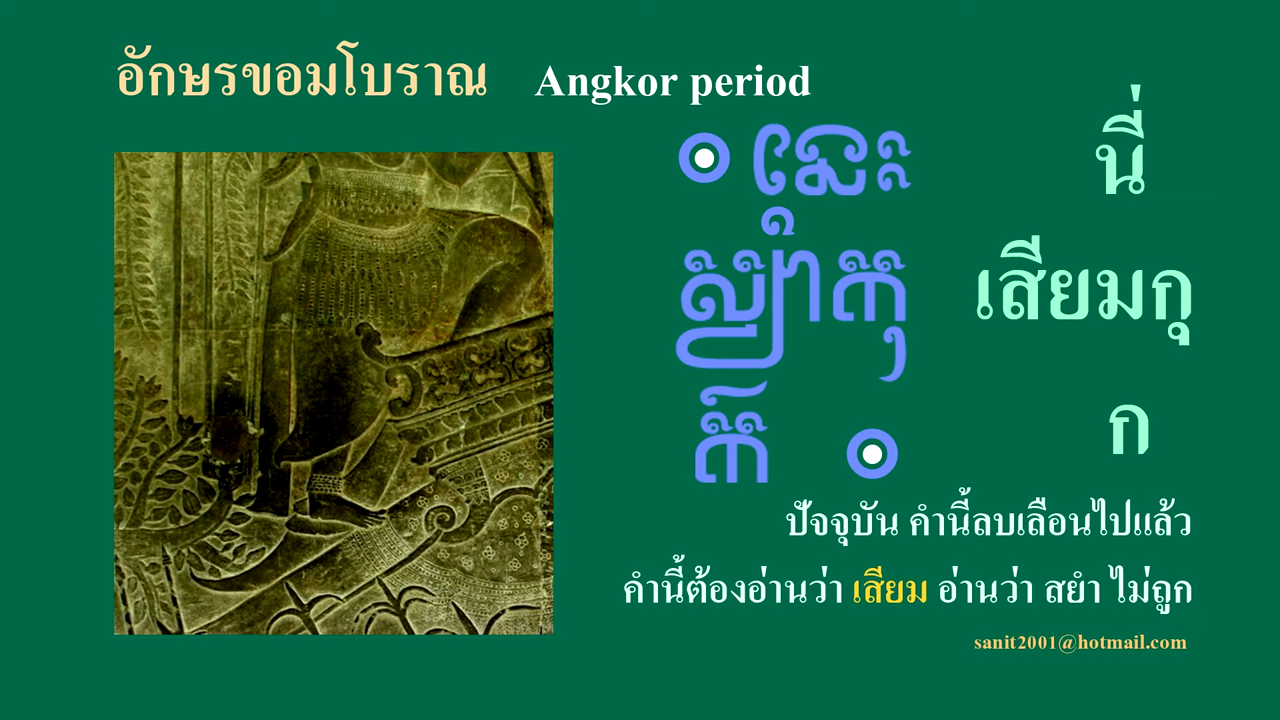 อักษรขอมโบราณ Angkor period
นี่
เสียมกุ
ก
ปัจจุบัน คำนี้ลบเลือนไปแล้ว
คำนี้ต้องอ่านว่า เสียม อ่านว่า สยำ ไม่ถูก
sanit2001@hotmail.com